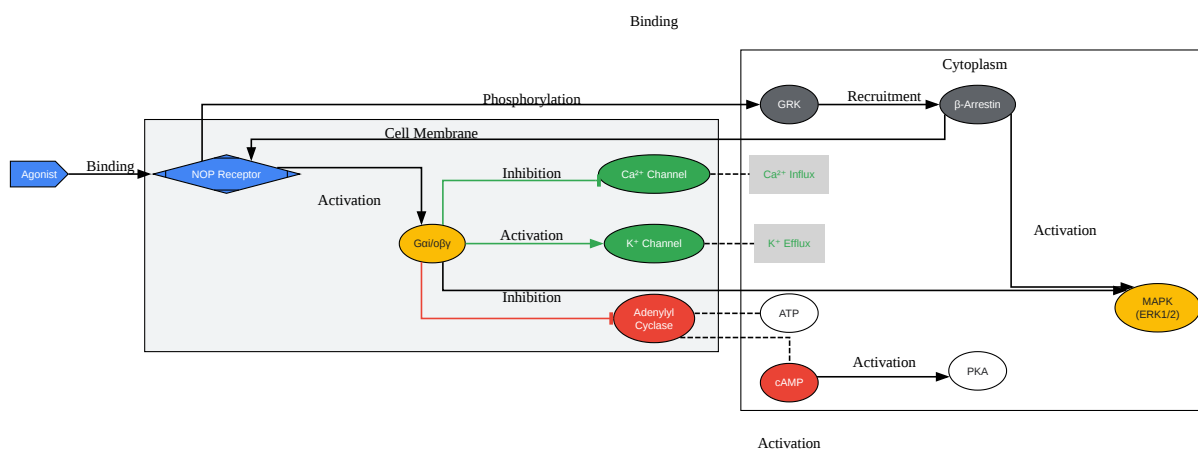 Binding
Cytoplasm
GRK
Recruitment
β-Arrestin
Phosphorylation
Cell Membrane
Agonist
Binding
NOP Receptor
Inhibition
Ca²⁺ Channel
Ca²⁺ Influx
Activation
Gαi/oβγ
Activation
K⁺ Channel
K⁺ Efflux
Activation
Inhibition
Adenylyl
Cyclase
ATP
MAPK
(ERK1/2)
cAMP
Activation
PKA
Activation